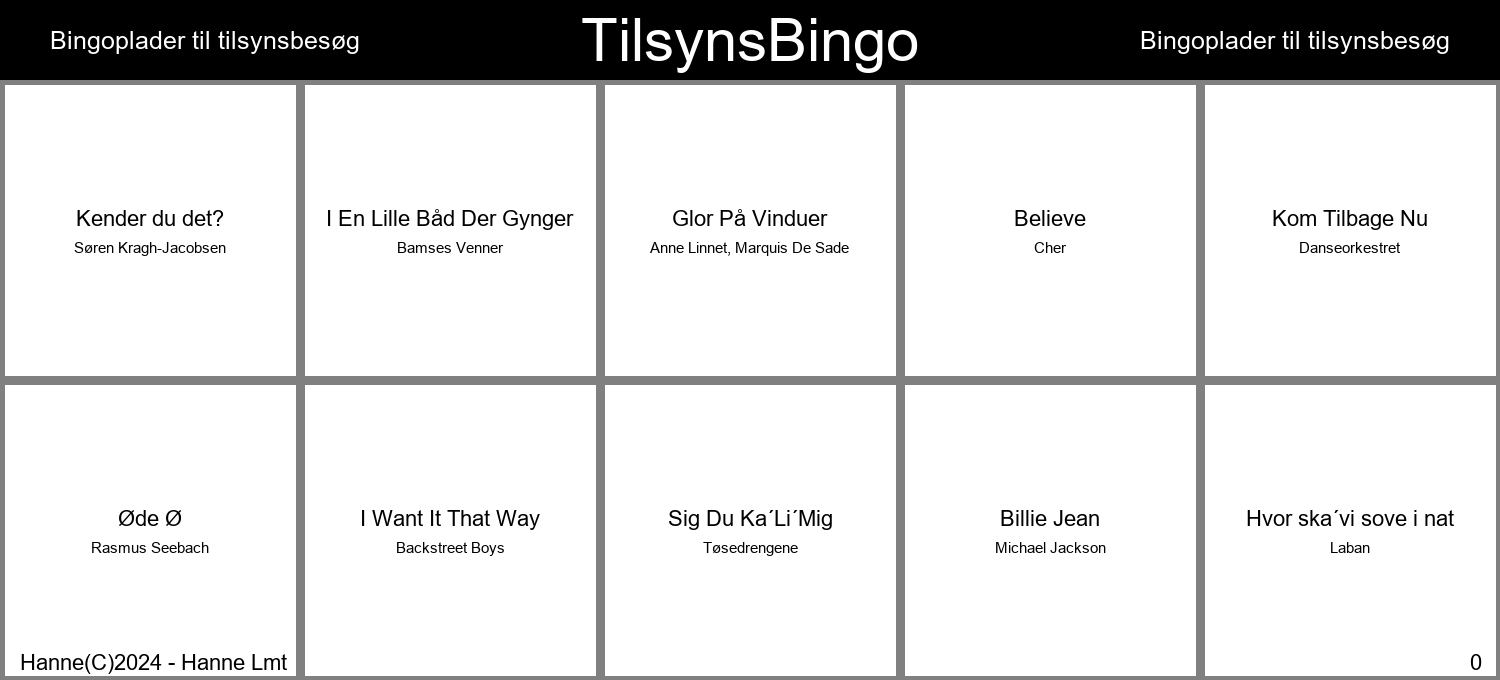 Bingoplader til tilsynsbesøg
TilsynsBingo
Bingoplader til tilsynsbesøg
Kender du det?
Søren Kragh-Jacobsen
I En Lille Båd Der Gynger
Bamses Venner
Glor På Vinduer
Anne Linnet, Marquis De Sade
Believe
Cher
Kom Tilbage Nu
Danseorkestret
Øde Ø
Rasmus Seebach
I Want It That Way
Backstreet Boys
Sig Du Ka´Li´Mig
Tøsedrengene
Billie Jean
Michael Jackson
Hvor ska´vi sove i nat
Laban
Hanne(C)2024 - Hanne Lmt
0